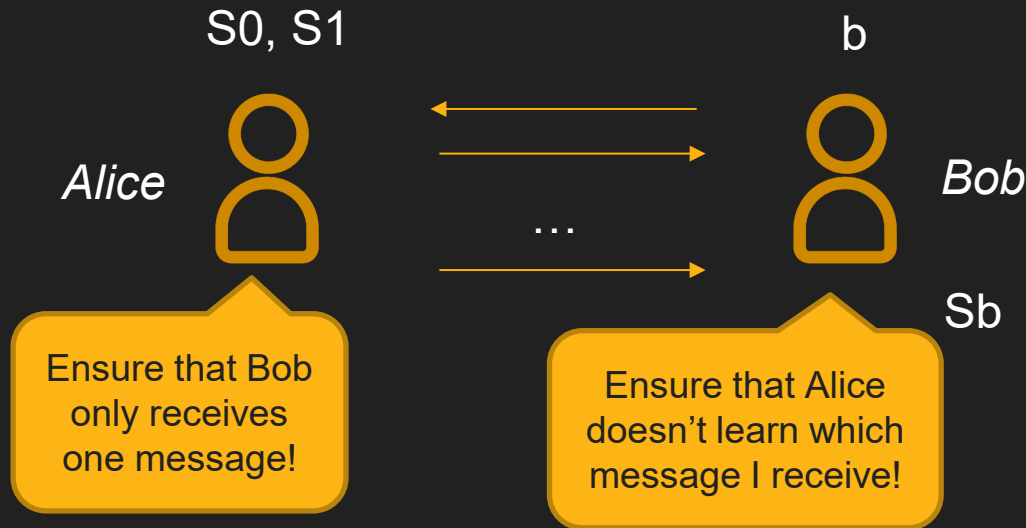 S0, S1
b
Alice
Bob
…
Sb
Ensure that Bob
only receives
one message!
Ensure that Alice
doesn’t learn which
message I receive!